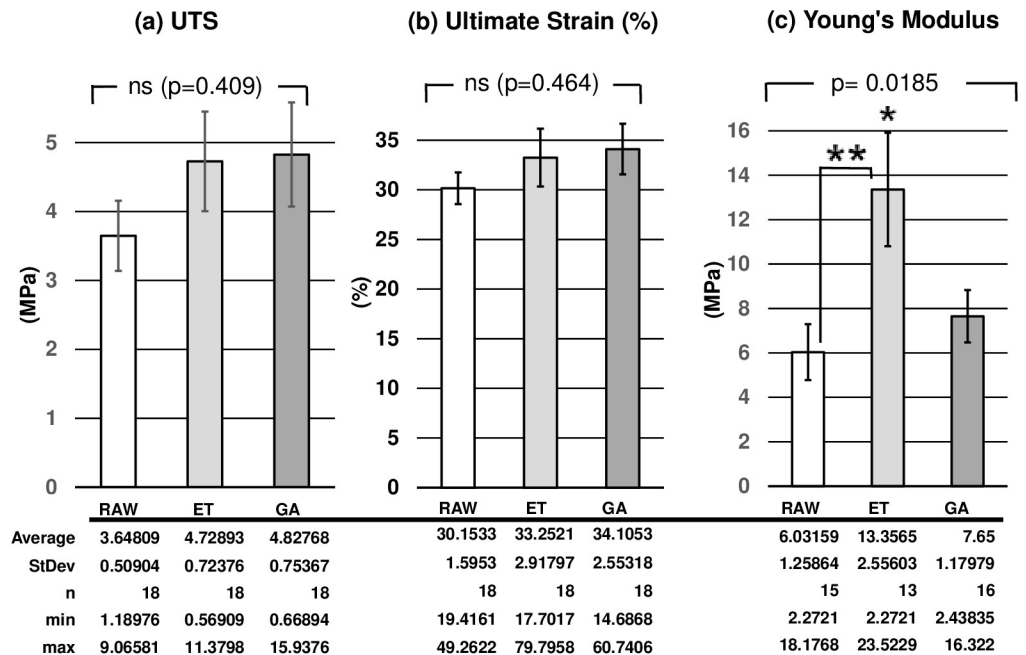 (a) UTS (b) Ultimate Strain (%) (c) Young's Modulus
ns (p=0.409) ns (p=0.464) p= 0.0185
(MPa)
5
4
3
2
1
0
(%)
35
30
25
20
15
30
35
0
(MPa)
16
14
12
10
8
6
4
2
0
*
**
RAW ET GA RAW ET GA RAW ET GA
Average 3.64809 4.72893 4.82768 30.1533 33.2521 34.1053 6.03159 13.3565 7.65
StDev 0.50904 0.72376 0.75367 1.5953 2.91797 2.55318 1.25864 2.55603 1.17979
n 18 18 18 18 18 18 15 13 16
min 1.18976 0.56909 0.66894 19.4161 17.7017 14.6868 2.2721 2.2721 2.43835
max 9.06581 11.3798 15.9376 49.2622 79.7958 60.7406 18.1768 23.5229 16.322